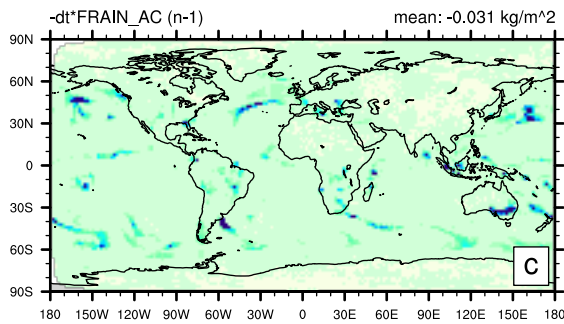 -dt*FRAIN_AC (n-1) mean: -0.031 kg/m^2
90N
60N
30N
0
30S
60S
90S
C
180 150W 120W 90W 60W 30W 0 30E 60E 90E 120E 150E 180